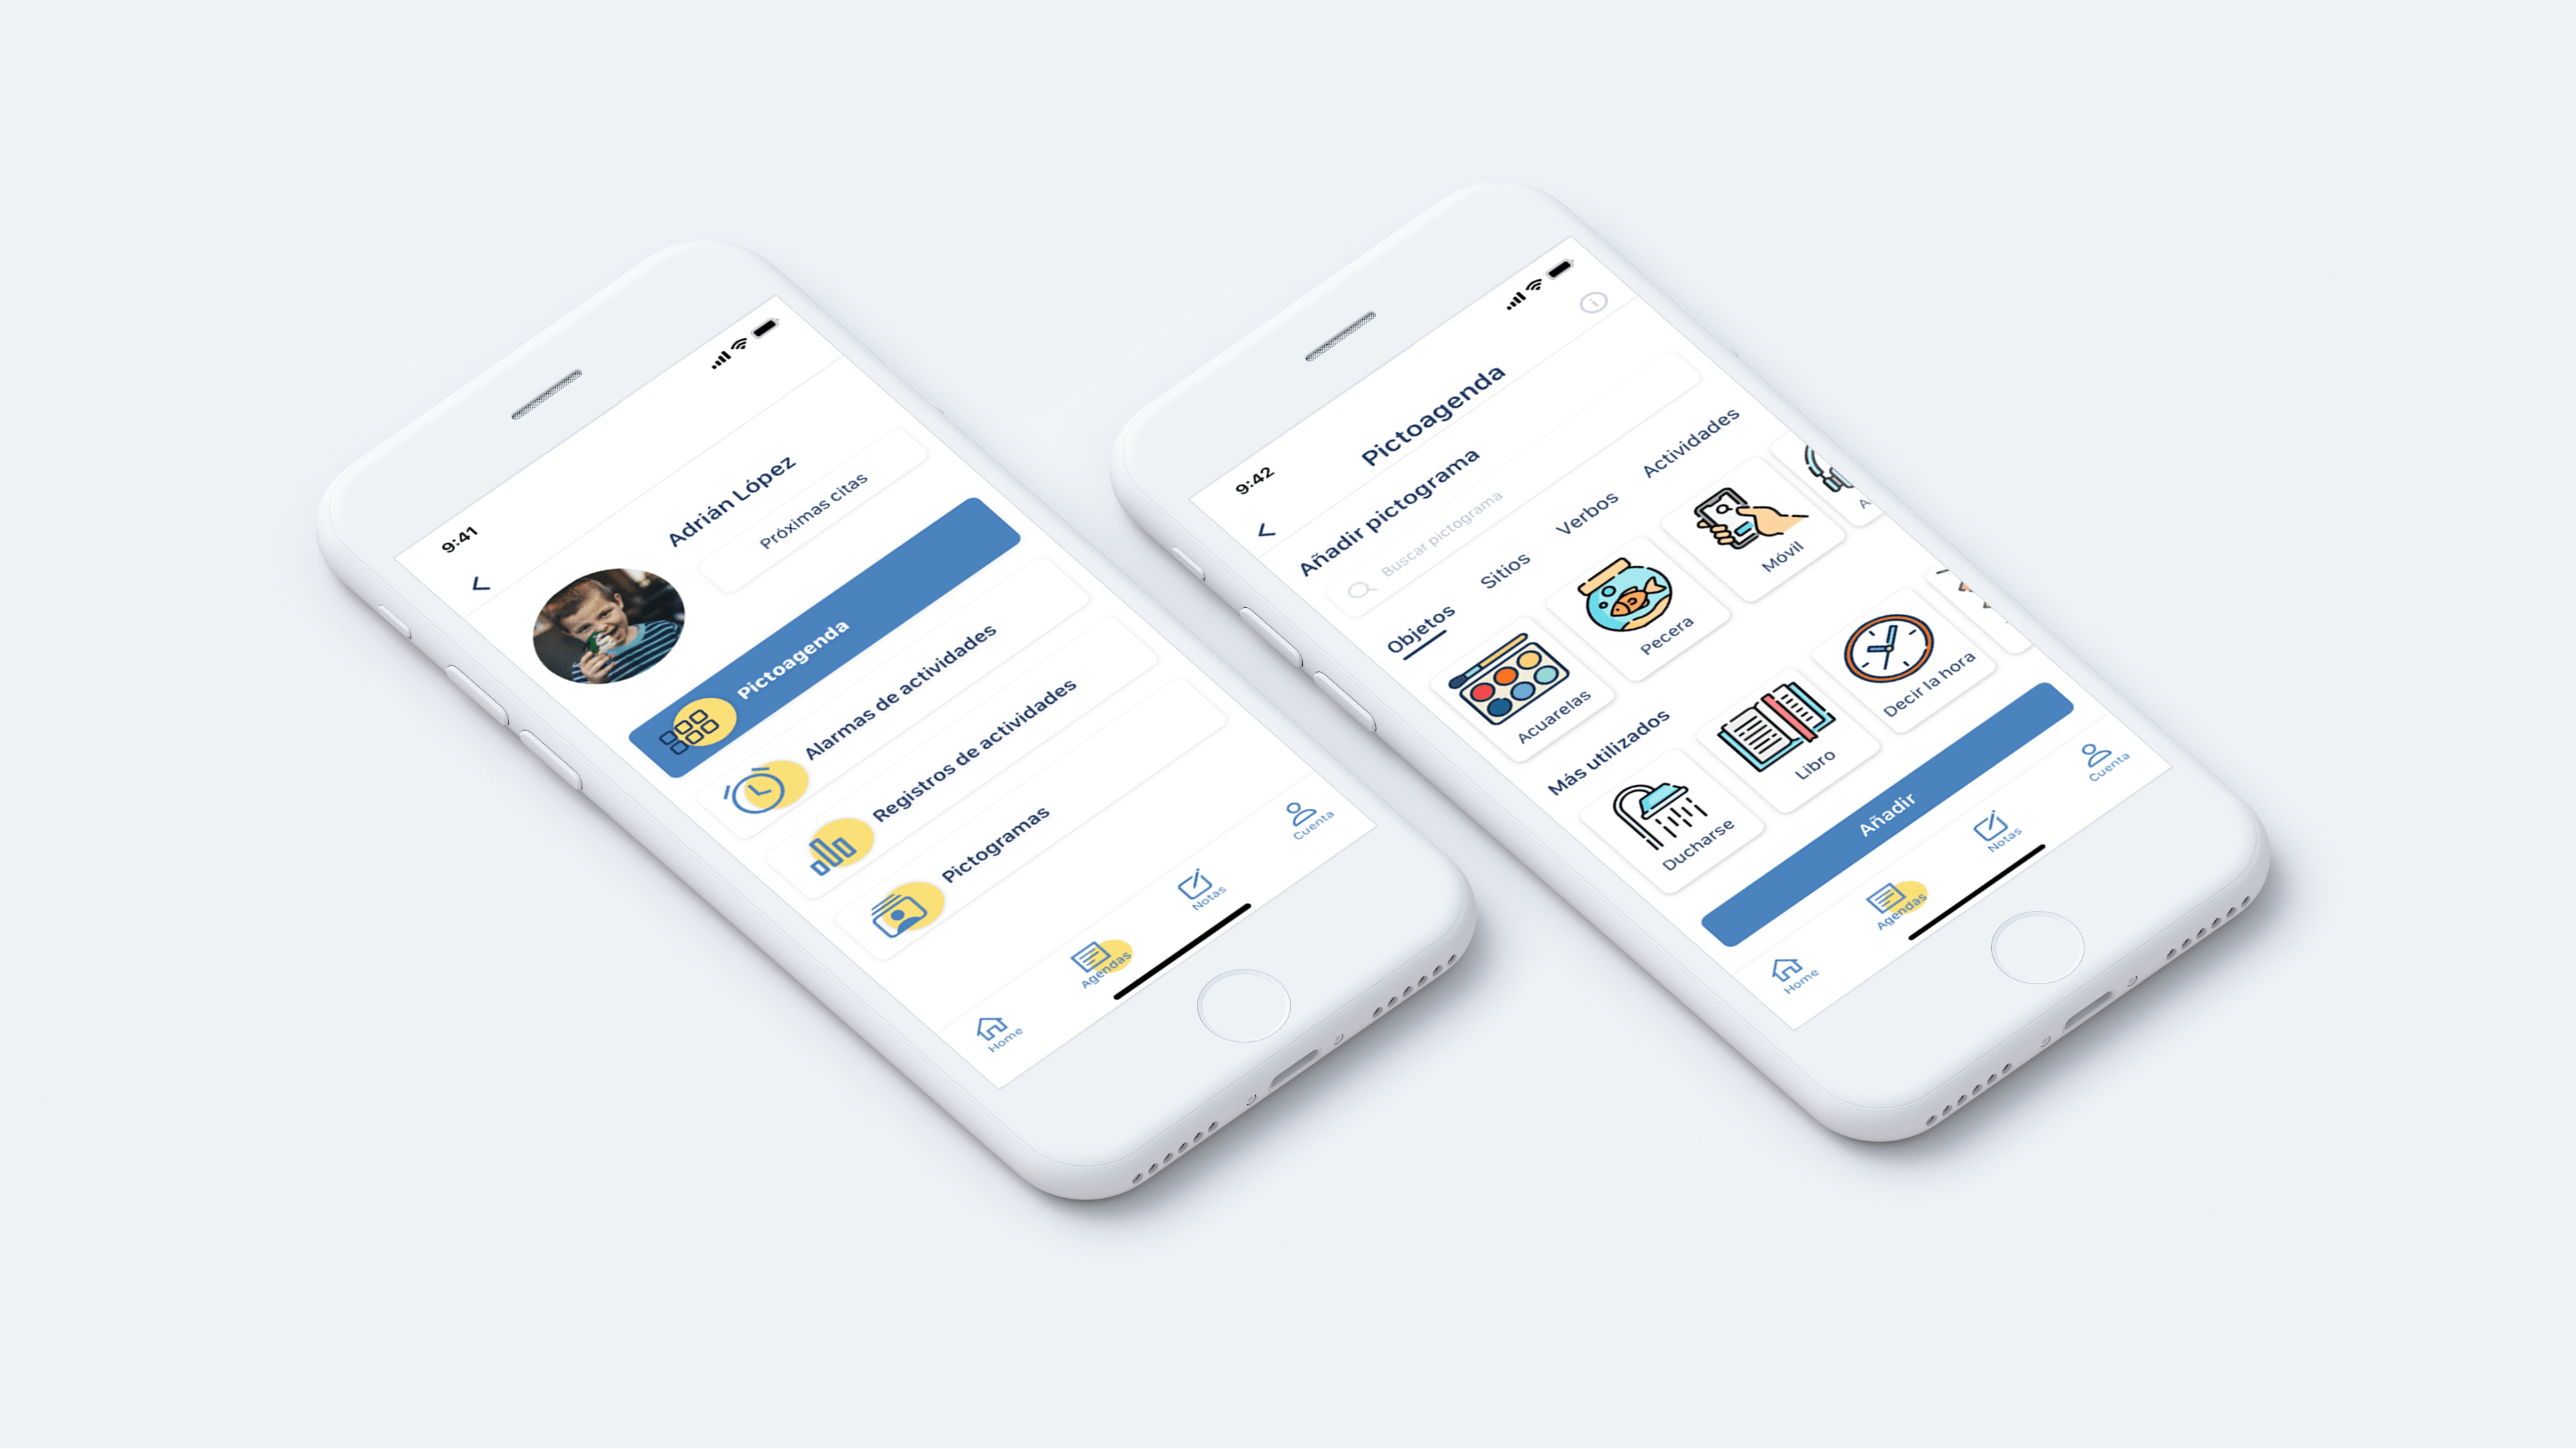 9:41
Adrián López
Próximas citas
Pictoagenda
Alarmas de actividades
Registros de actividades
Pictogramas
Home
Agendas
Notas
Cuenta
9:42
Pictoagenda
Añadir pictograma
Buscar pictograma
Objetos
Sitios
Verbos
Actividades
Acuarelas
Pecera
Móvil
A
Más utilizados
Ducharse
Libro
Decir la hora
Añadir
Home
Agendas
Notas
Cuenta